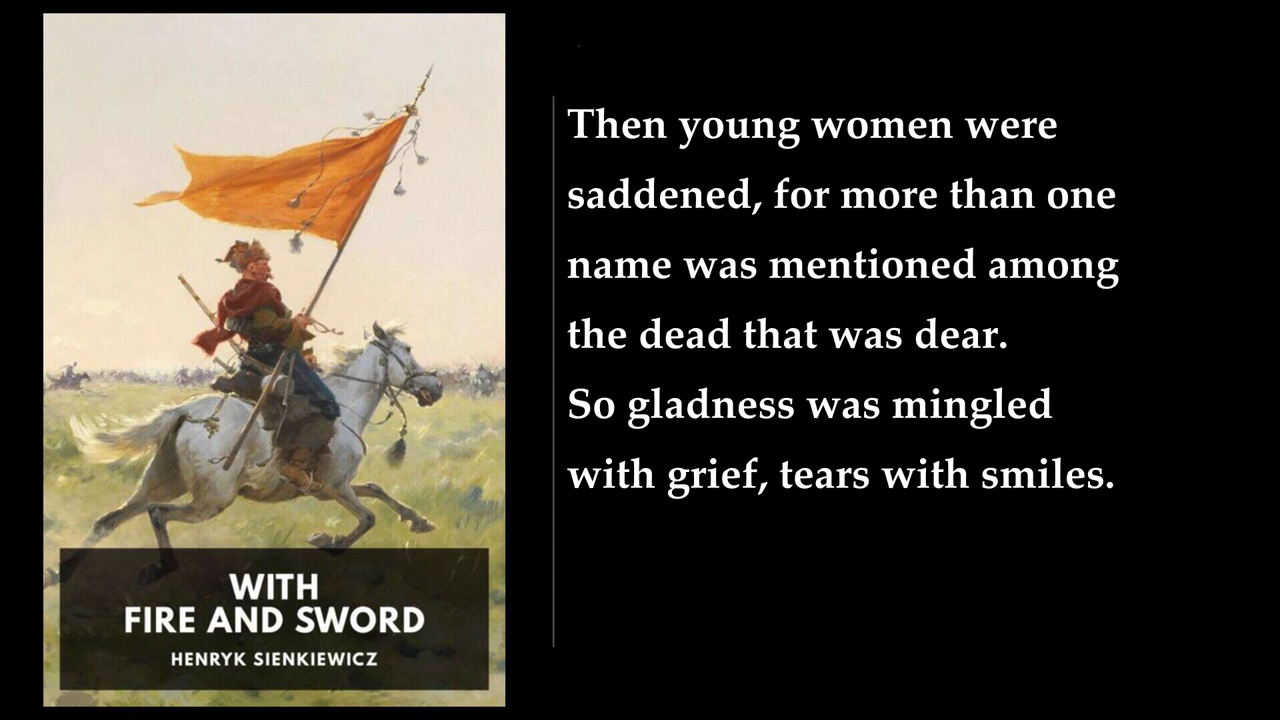 Then young women were
saddened, for more than one
name was mentioned among
the dead that was dear.
So gladness was mingled
with grief, tears with smiles.
WITH
FIRE AND SWORD
HENRYK SIENKIEWICZ